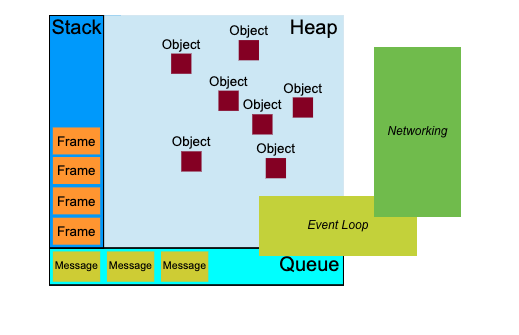 Stack
Heap
Object
Object
Object
Object
Object
Object
Object
Networking
Frame
Frame
Frame
Frame
Event Loop
Message
Message
Message
Queue